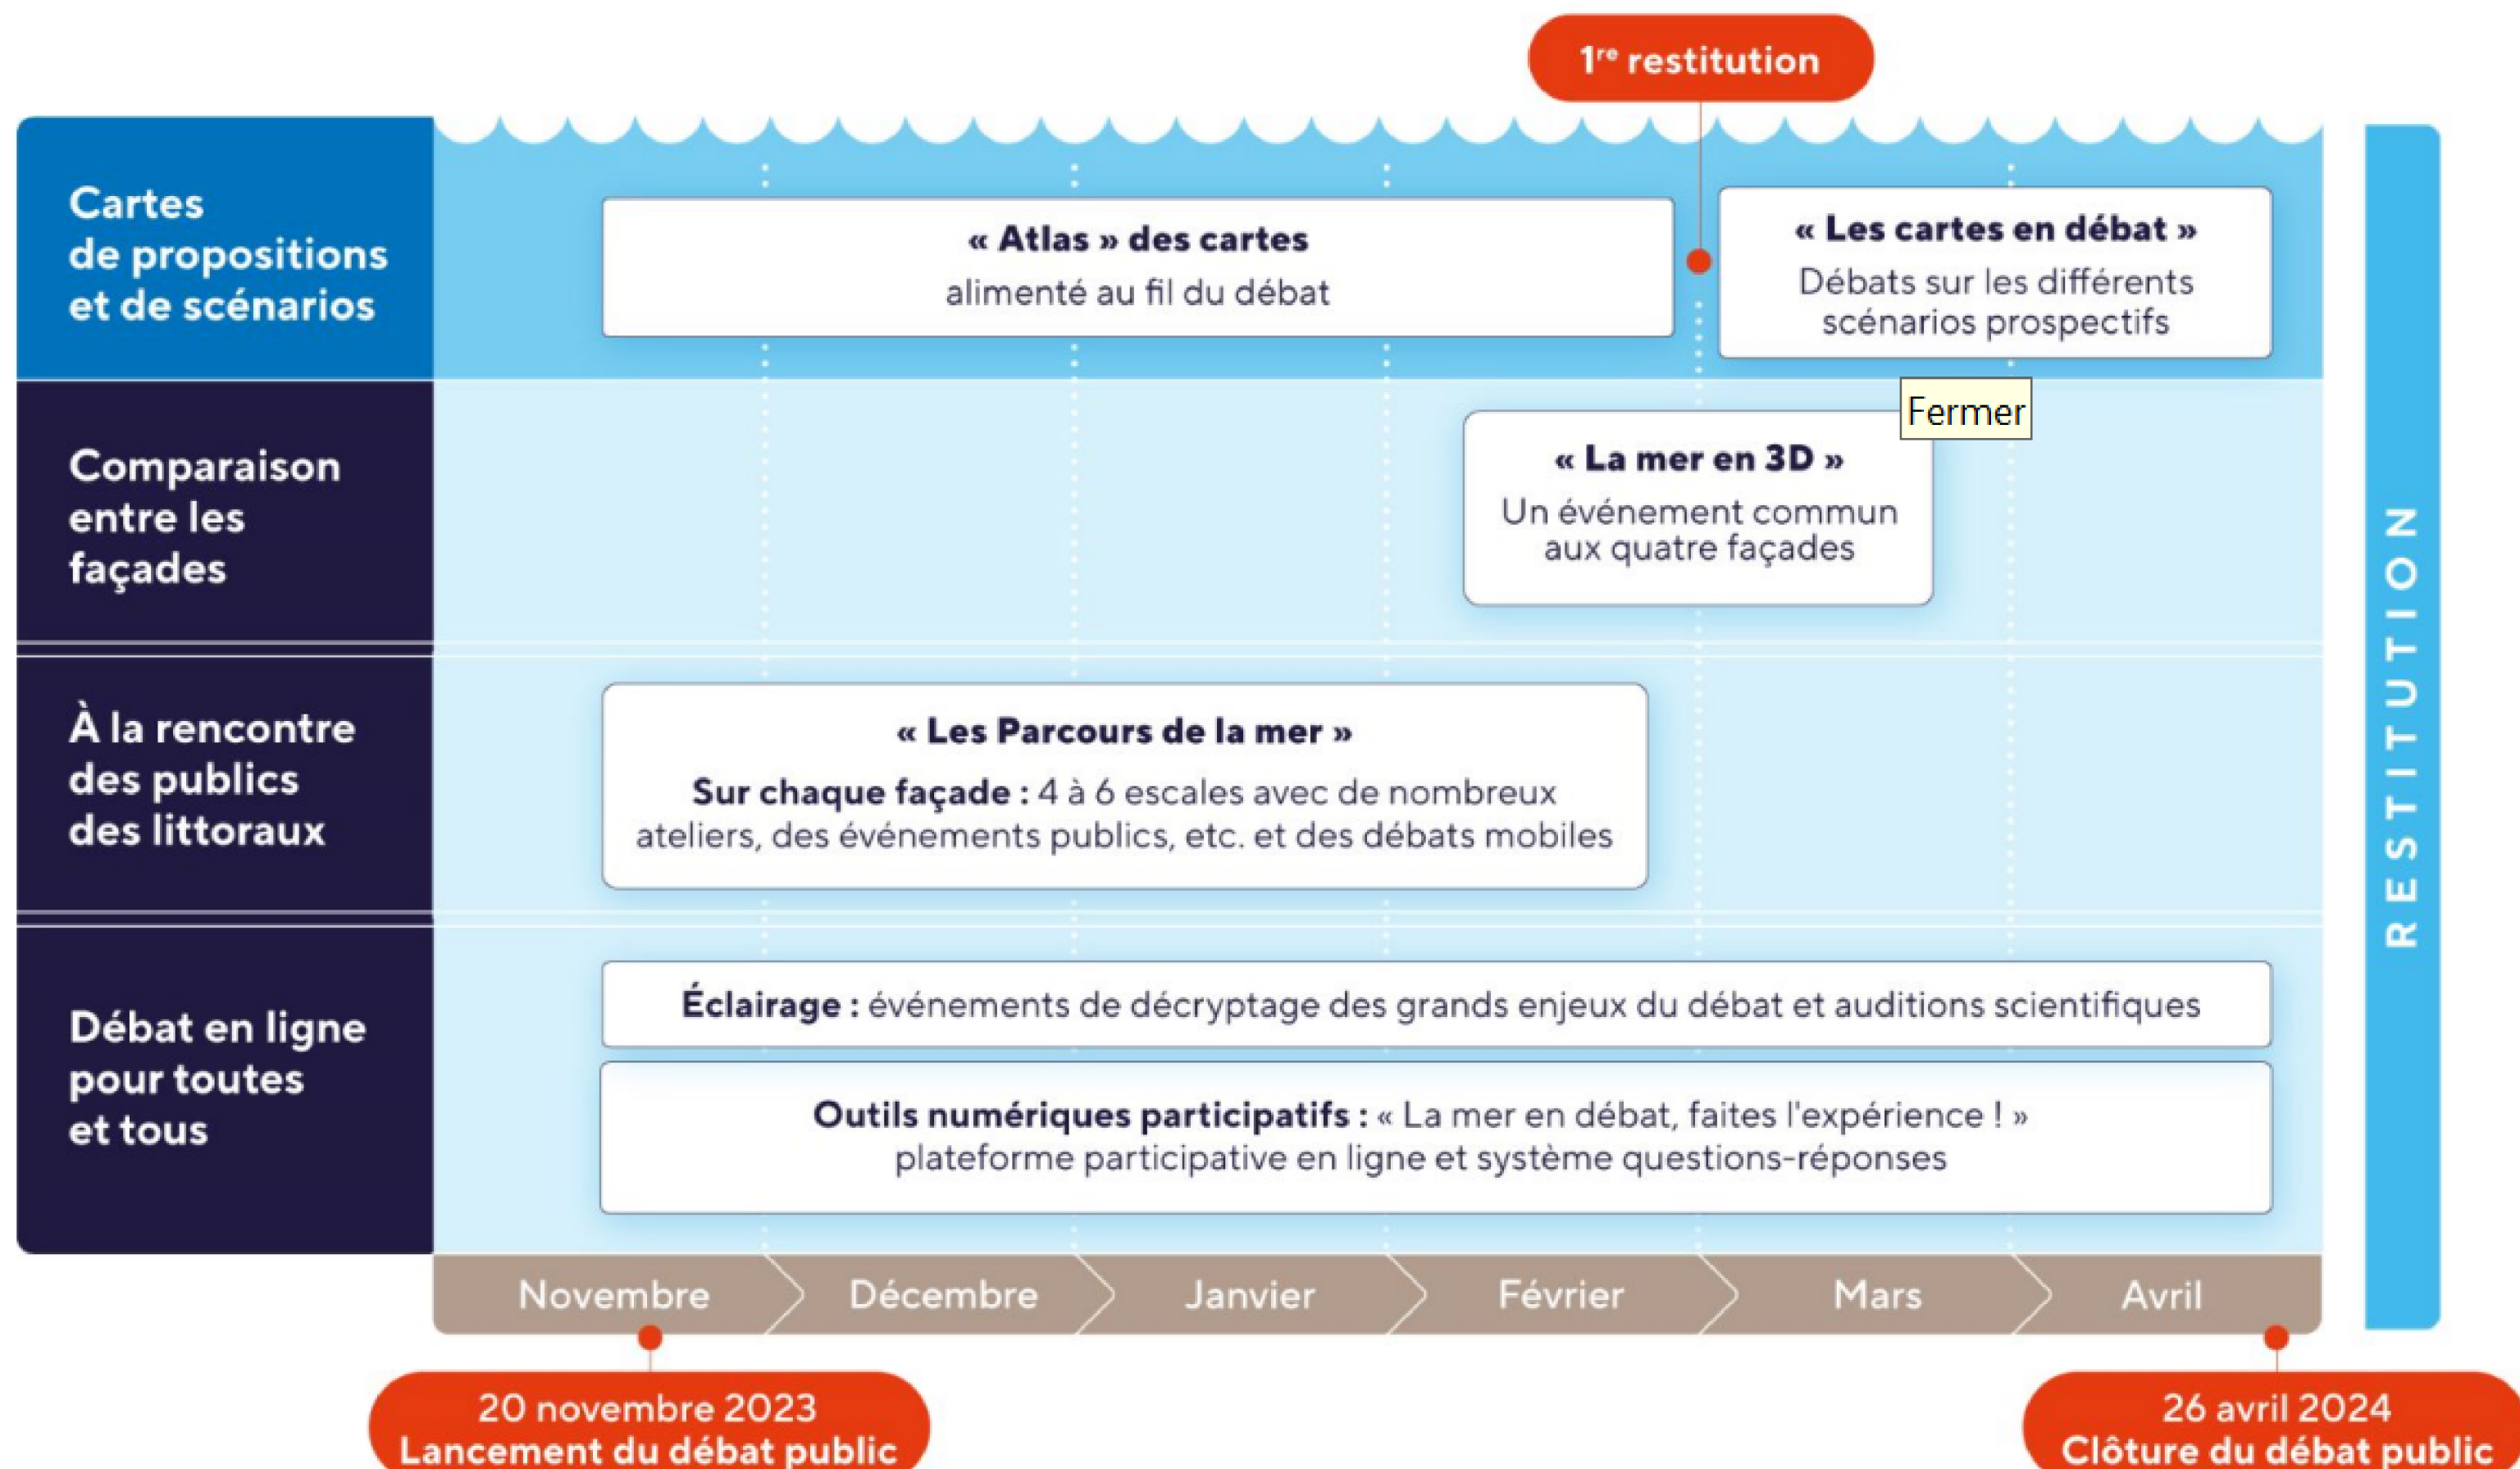 1re restitution
Cartes
de propositions
et de scénarios
« Atlas » des cartes
alimenté au fil du débat
« Les cartes en débat »
Débats sur les différents
scénarios prospectifs
Fermer
Comparaison
entre les
façades
« La mer en 3D »
Un événement commun
aux quatre façades
À la rencontre
des publics
des littoraux
« Les Parcours de la mer »
Sur chaque façade : 4 à 6 escales avec de nombreux
ateliers, des événements publics, etc. et des débats mobiles
Débat en ligne
pour toutes
et tous
Éclairage : événements de décryptage des grands enjeux du débat et auditions scientifiques
Outils numériques participatifs : « La mer en débat, faites l'expérience ! »
plateforme participative en ligne et système questions-réponses
RESTITUTION
Novembre
Décembre
Janvier
Février
Mars
Avril
20 novembre 2023
Lancement du débat public
26 avril 2024
Clôture du débat public